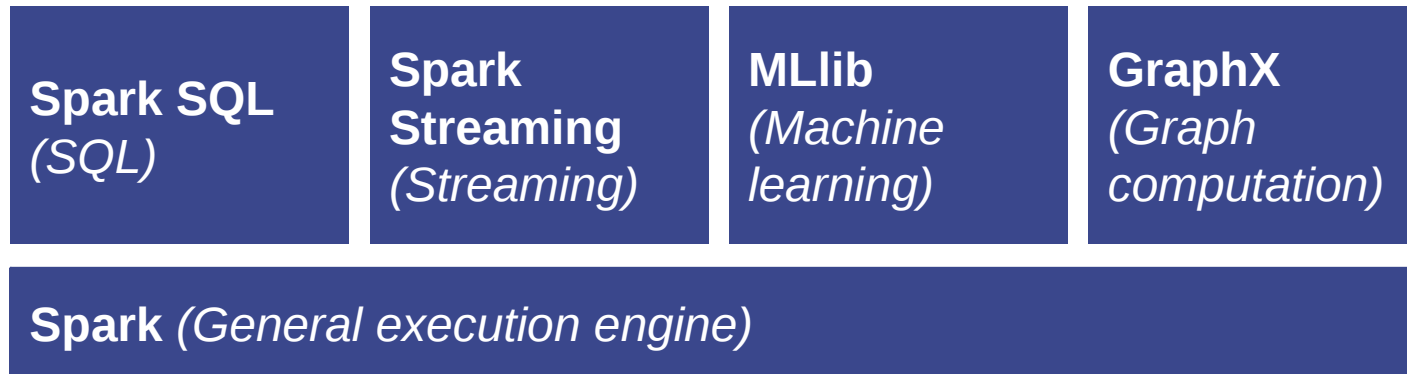 Spark SQL
(SQL)
Spark
Streaming
(Streaming)
MLlib
(Machine
learning)
GraphX
(Graph
computation)
Spark (General execution engine)